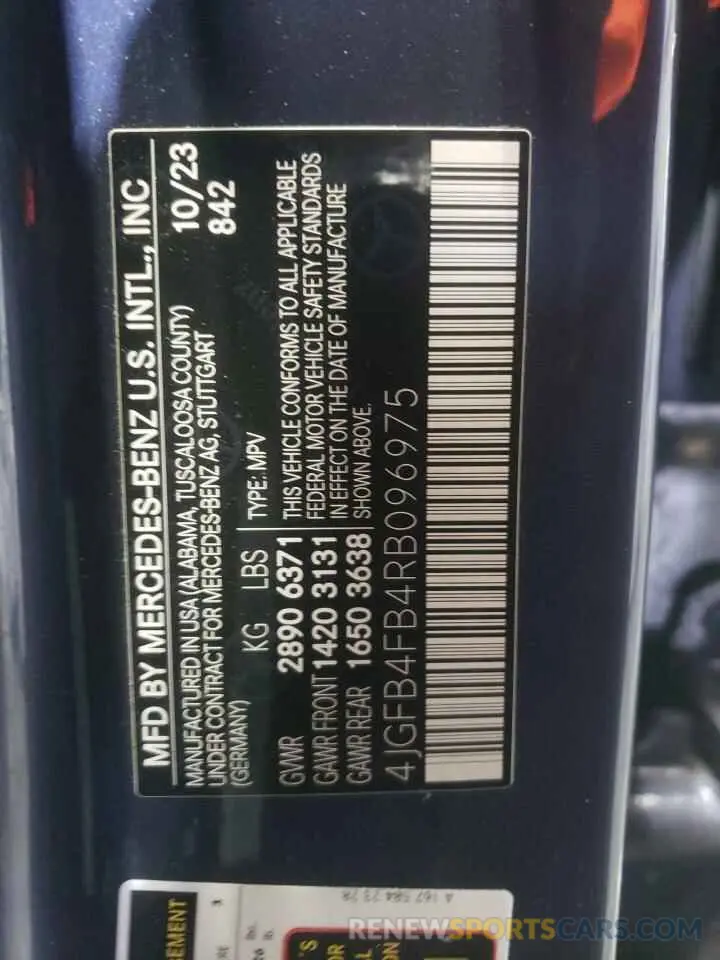 MFD BY MERCEDES-BENZ U.S. INTL., INC
MANUFACTURED IN USA (ALABAMA, TUSCALOOSA COUNTY) 10/23
UNDER CONTRACT FOR MERCEDES-BENZ AG, STUTTGART 842
(GERMANY)
KG LBS TYPE: MPV
GVWR 2890 6371
GAWR FRONT 1420 3131
GAWR REAR 1650 3638
THIS VEHICLE CONFORMS TO ALL APPLICABLE
FEDERAL MOTOR VEHICLE SAFETY STANDARDS
IN EFFECT ON THE DATE OF MANUFACTURE
SHOWN ABOVE.
4JGFB4FB4RB096975
RENEWSPORTSCARS.COM